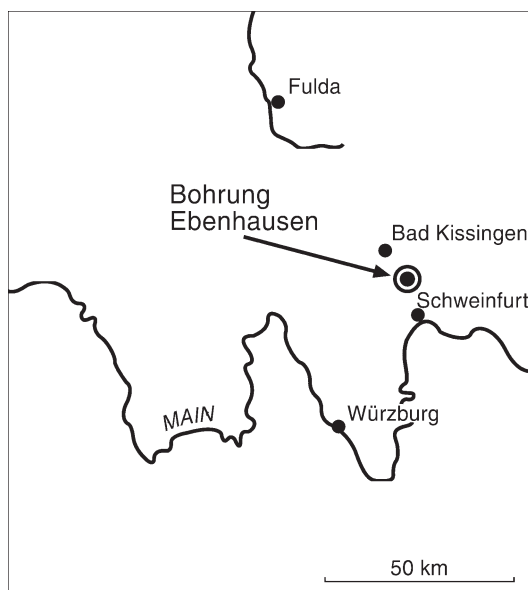 Fulda
Bohrung
Ebenhausen
Bad Kissingen
Schweinfurt
MAIN
Würzburg
50 km